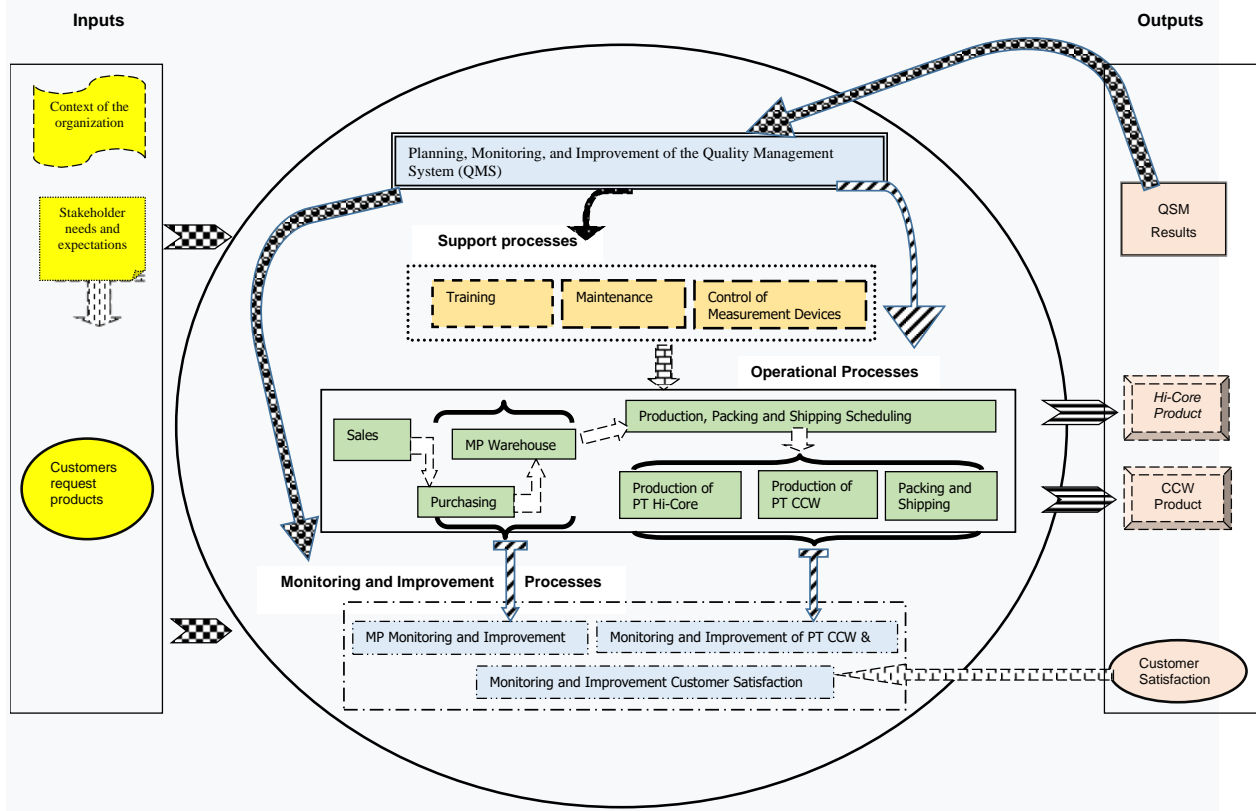 Inputs
Outputs
Context of the
organization
Stakeholder
needs and
expectations
Customers
request
products
Planning, Monitoring, and Improvement of the Quality Management
System (QMS)
Support processes
Training
Maintenance
Control of
Measurement Devices
Operational Processes
Sales
MP Warehouse
Purchasing
Production, Packing and Shipping Scheduling
Production of
PT Hi-Core
Production of
PT CCW
Packing and
Shipping
Monitoring and Improvement Processes
MP Monitoring and Improvement
Monitoring and Improvement of PT CCW &
Monitoring and Improvement Customer Satisfaction
QSM
Results
Hi-Core
Product
CCW
Product
Customer
Satisfaction